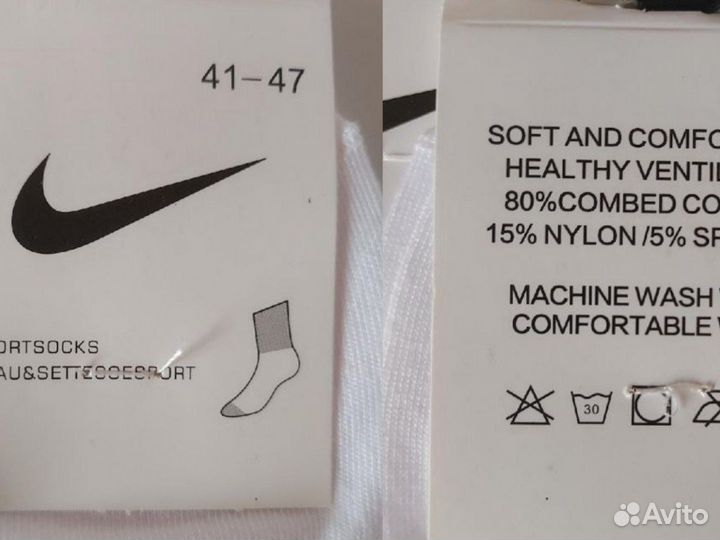 41-47
ORTSOCKS
AU&SETTESSESPORT
SOFT AND COMFO
HEALTHY VENTIL
80%COMBED CO
15% NYLON /5% SP
MACHINE WASH
COMFORTABLE
30
Avito